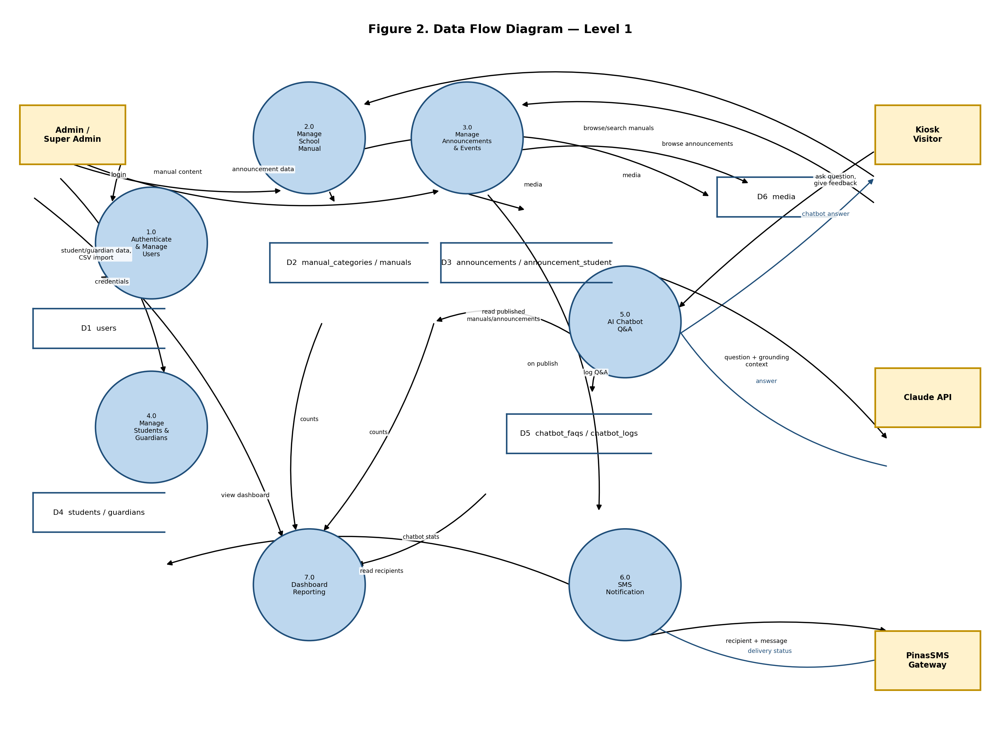 Figure 2. Data Flow Diagram — Level 1
Admin /
Super Admin
2.0
Manage
School
Manual
3.0
Manage
Announcements
& Events
Kiosk
Visitor
browse/search manuals
browse announcements
login
manual content
announcement data
media
media
ask question,
give feedback
D6  media
chatbot answer
1.0
Authenticate
& Manage
Users
student/guardian data,
CSV import
credentials
D2  manual_categories / manuals
D3  announcements / announcement_student
D1  users
read published
manuals/announcements
5.0
AI Chatbot
Q&A
on publish
log Q&A
question + grounding
context
answer
Claude API
4.0
Manage
Students &
Guardians
counts
counts
D5  chatbot_faqs / chatbot_logs
view dashboard
D4  students / guardians
chatbot stats
read recipients
7.0
Dashboard
Reporting
6.0
SMS
Notification
recipient + message
delivery status
PinasSMS
Gateway